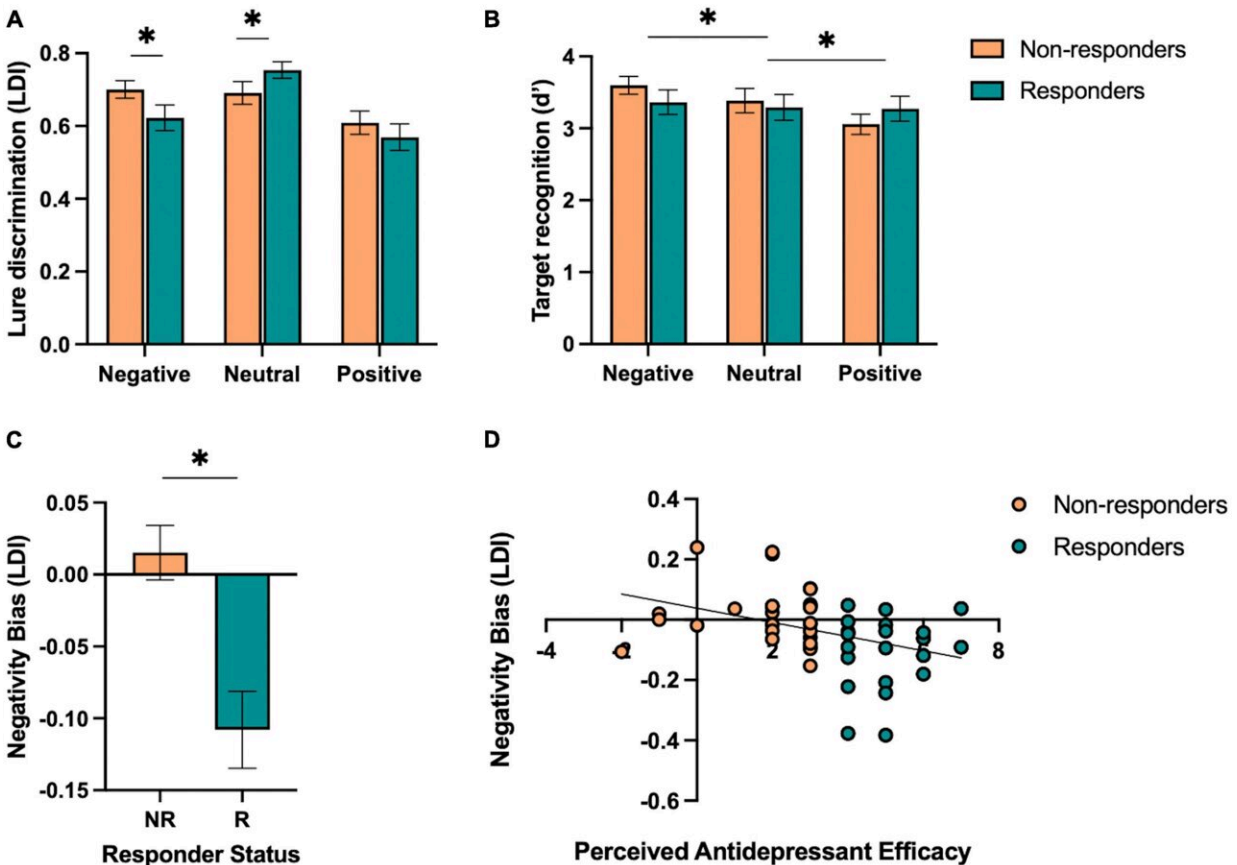 A
Lure discrimination (LDI)
0.8
0.6
0.4
0.2
0.0
*
*
Negative
Neutral
Positive
B
Target recognition (d')
4
3
2
1
0
*
*
Negative
Neutral
Positive
Non-responders
Responders
C
Negativity Bias (LDI)
0.05
0.00
-0.05
-0.10
-0.15
*
NR
R
Responder Status
D
Negativity Bias (LDI)
0.4
0.2
-0.2
-0.4
-0.6
-4
-2
2
8
Perceived Antidepressant Efficacy
Non-responders
Responders